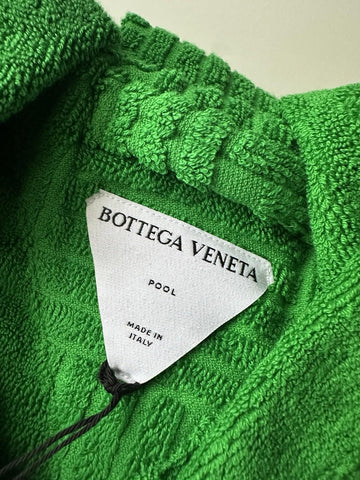 BOTTEGA VENETA
POOL
MADE IN
ITALY